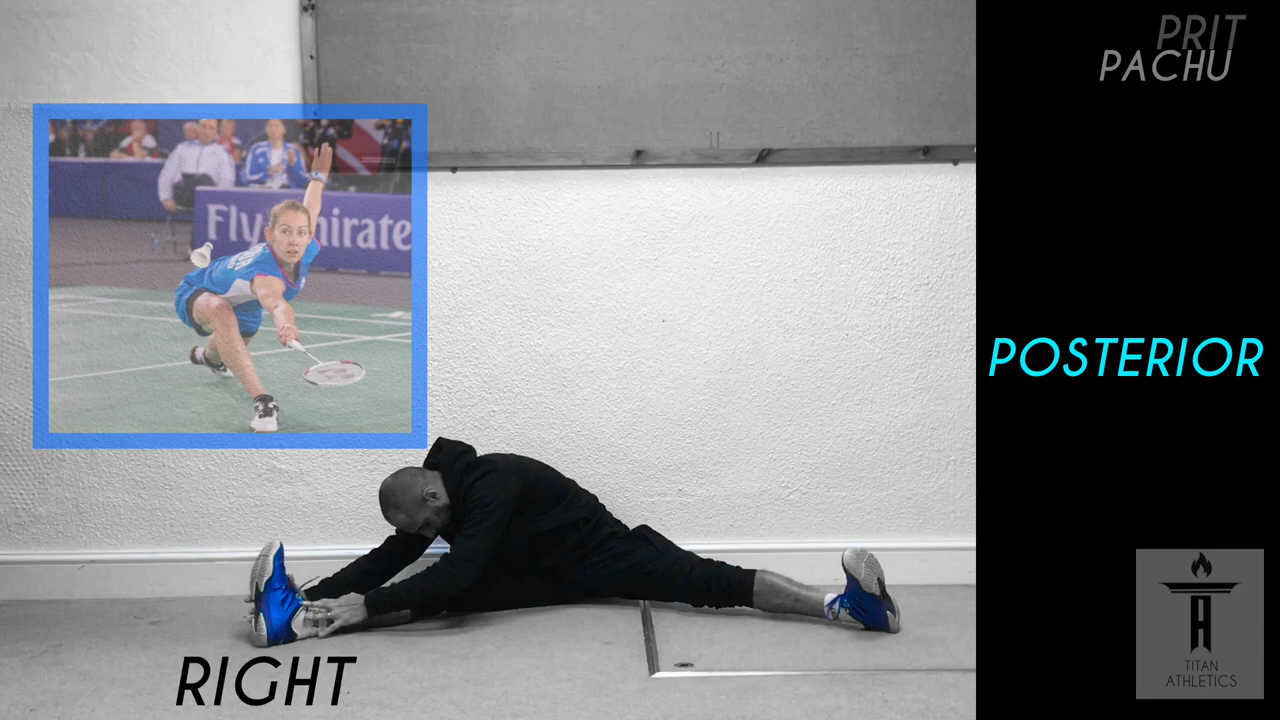 PRIT
PACHU
Fly Emirate
POSTERIOR
RIGHT
TITAN
ATHLETICS